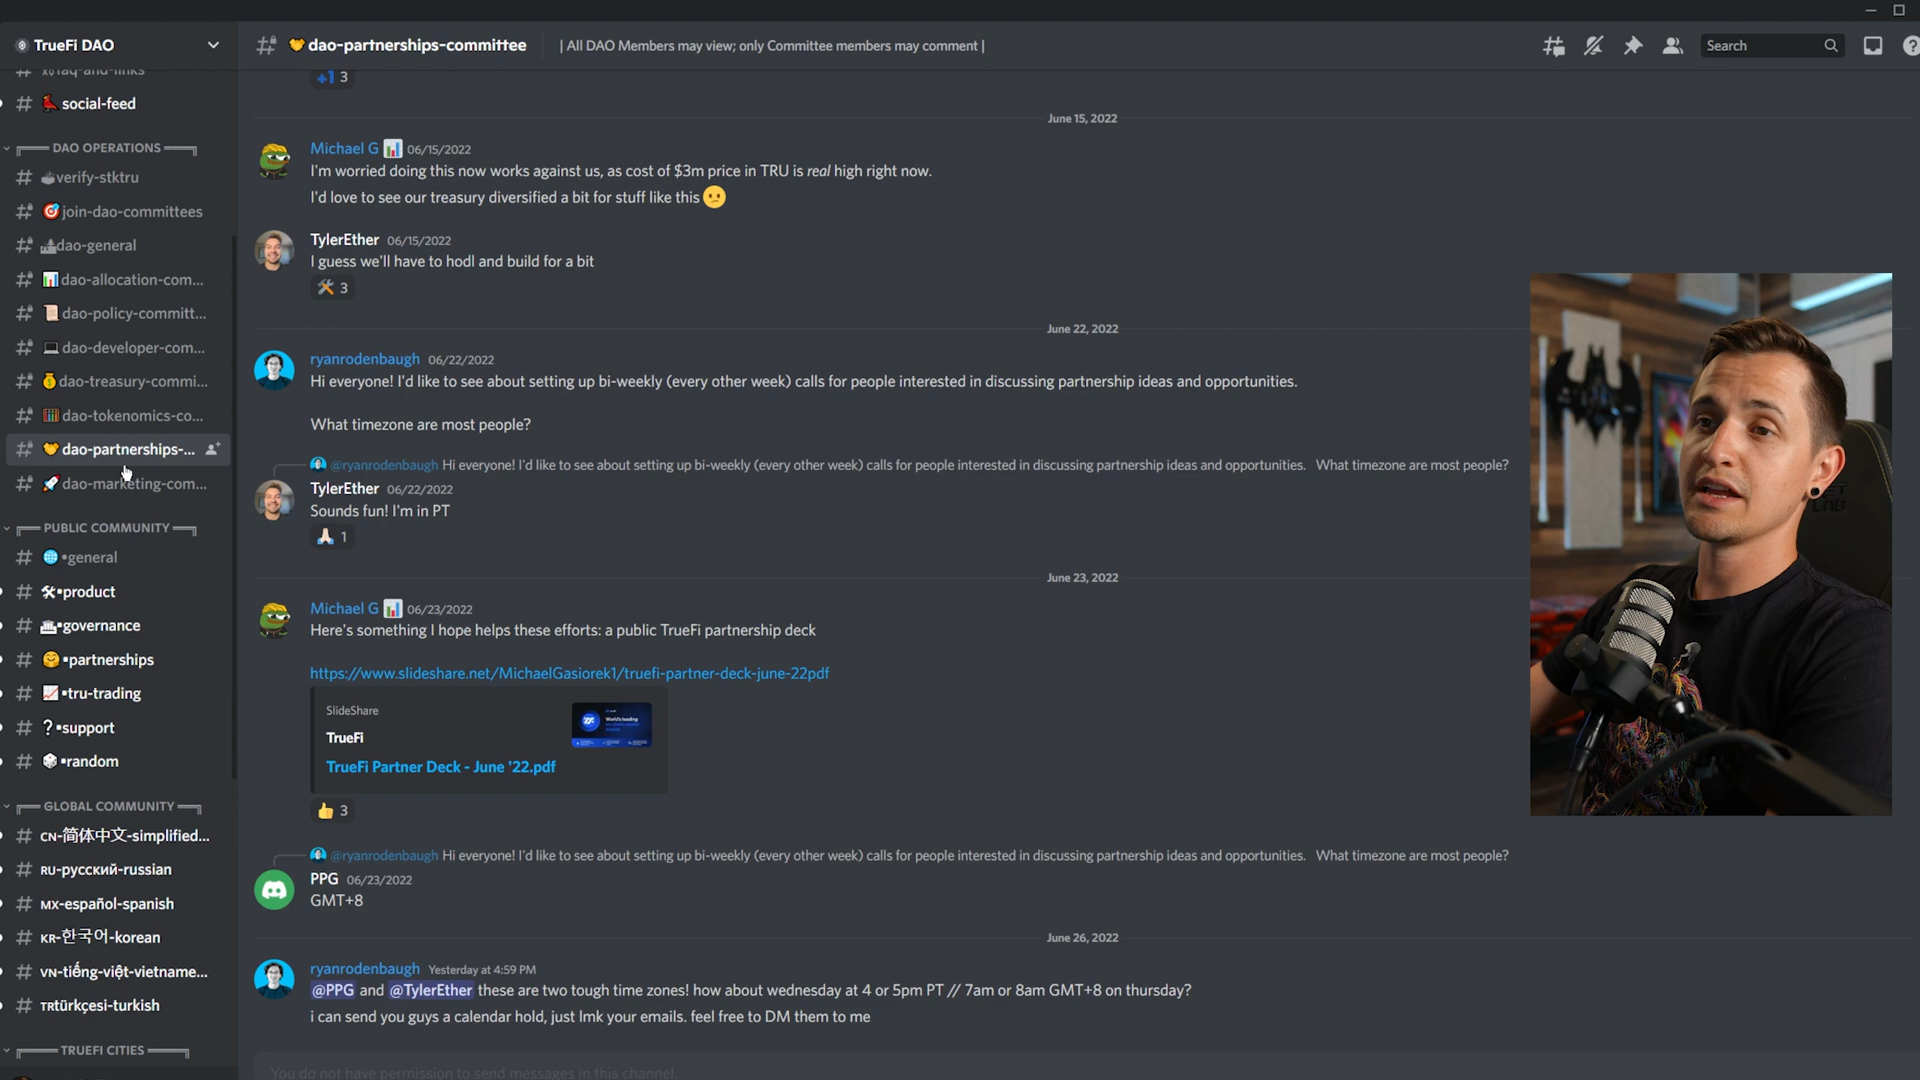 TrueFi DAO
faq-and-links
social-feed
DAO OPERATIONS
verify-stktru
join-dao-committees
dao-general
dao-allocation-com...
dao-policy-committ...
dao-developer-com...
dao-treasury-commi...
dao-tokenomics-co...
dao-partnerships-...
dao-marketing-com...
PUBLIC COMMUNITY
•general
•product
•governance
•partnerships
•tru-trading
?•support
•random
GLOBAL COMMUNITY
CN-简体中文-simplified...
RU-русский-russian
MX-español-spanish
KR-한국어-korean
VN-tiếng-việt-vietname...
TRtürkçesi-turkish
TRUEFI CITIES
dao-partnerships-committee
| All DAO Members may view; only Committee members may comment |
Search
+1 3
June 15, 2022
Michael G 06/15/2022
I'm worried doing this now works against us, as cost of $3m price in TRU is real high right now.
I'd love to see our treasury diversified a bit for stuff like this
TylerEther 06/15/2022
I guess we'll have to hodl and build for a bit
3
June 22, 2022
ryanrodenbaugh 06/22/2022
Hi everyone! I'd like to see about setting up bi-weekly (every other week) calls for people interested in discussing partnership ideas and opportunities.
What timezone are most people?
@ryanrodenbaugh Hi everyone! I'd like to see about setting up bi-weekly (every other week) calls for people interested in discussing partnership ideas and opportunities. What timezone are most people?
TylerEther 06/22/2022
Sounds fun! I'm in PT
1
June 23, 2022
Michael G 06/23/2022
Here's something I hope helps these efforts: a public TrueFi partnership deck
https://www.slideshare.net/MichaelGasiorek1/truefi-partner-deck-june-22pdf
SlideShare
TrueFi
TrueFi Partner Deck - June '22.pdf
World's leading
3
@ryanrodenbaugh Hi everyone! I'd like to see about setting up bi-weekly (every other week) calls for people interested in discussing partnership ideas and opportunities. What timezone are most people?
PPG 06/23/2022
GMT+8
June 26, 2022
ryanrodenbaugh Yesterday at 4:59 PM
@PPG and @TylerEther these are two tough time zones! how about wednesday at 4 or 5pm PT // 7am or 8am GMT+8 on thursday?
i can send you guys a calendar hold, just lmk your emails. feel free to DM them to me
You do not have permission to send messages in this channel.